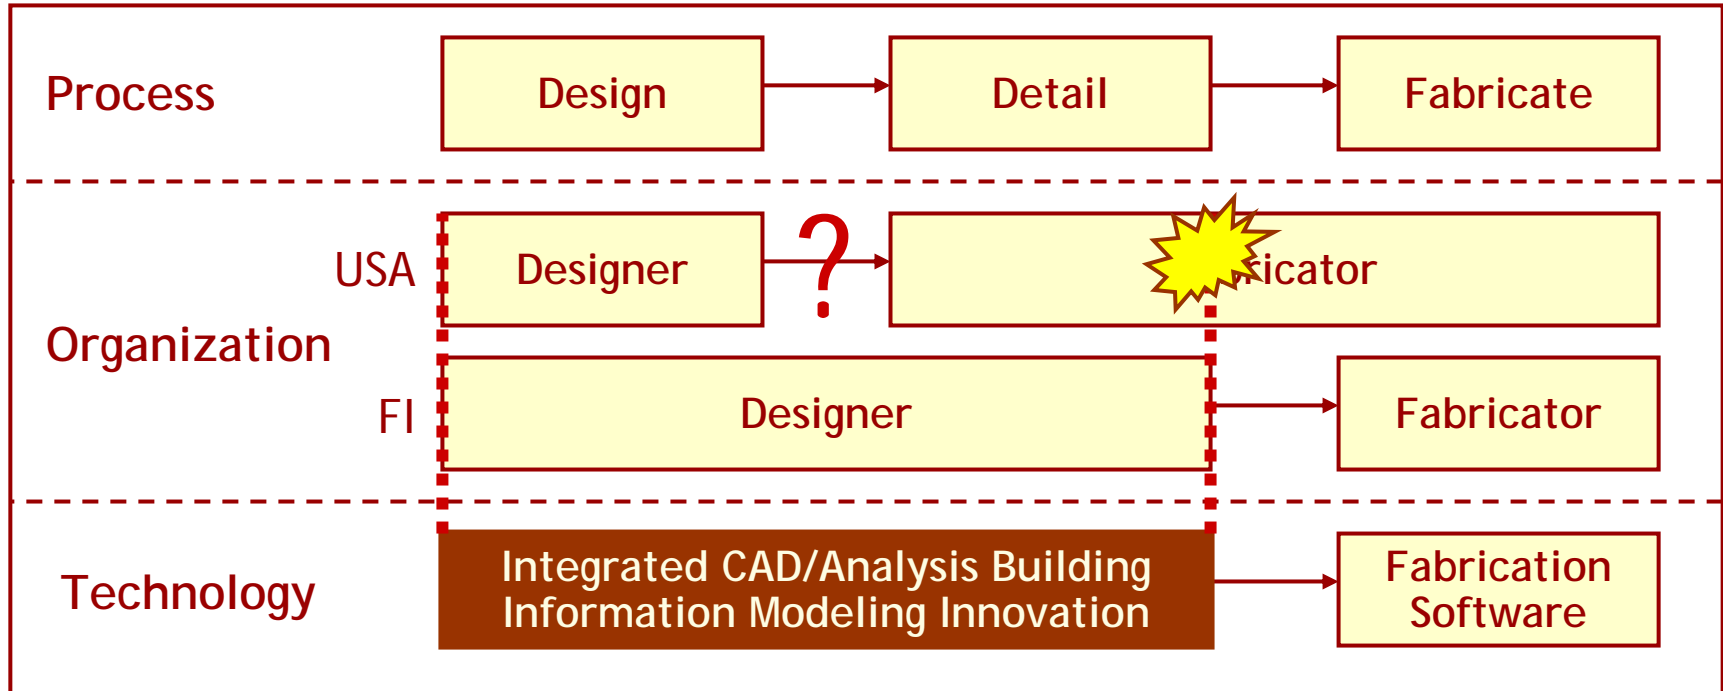 Process
Design
Detail
Fabricate
Organization
USA
Designer
?
ricator
FI
Designer
Fabricator
Technology
Integrated CAD/Analysis Building
Information Modeling Innovation
Fabrication
Software